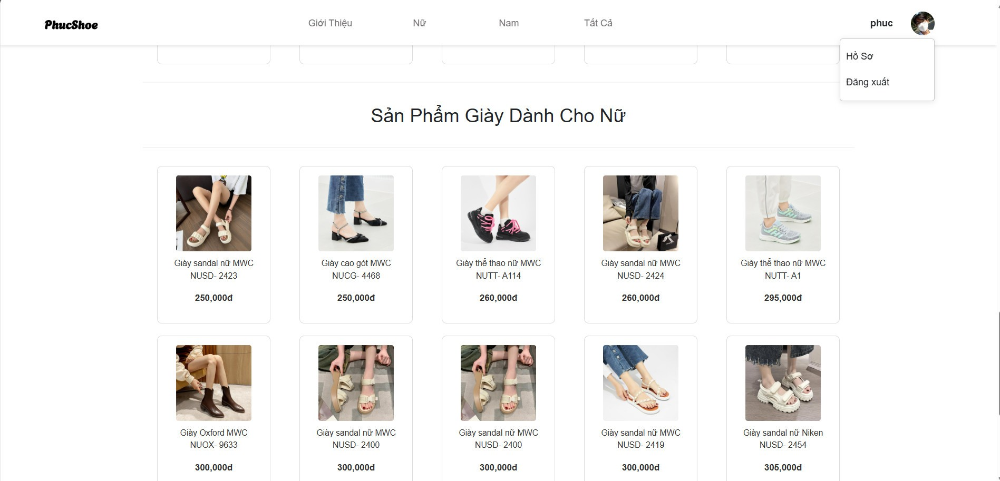 PhucShoe
Giới Thiệu
Nữ
Nam
Tất Cả
phuc
Hồ Sơ
Đăng xuất
Sản Phẩm Giày Dành Cho Nữ
Giày sandal nữ MWC
NUSD- 2423
250,000đ
Giày cao gót MWC
NUCG- 4468
250,000đ
Giày thể thao nữ MWC
NUTT- A114
260,000đ
Giày sandal nữ MWC
NUSD- 2424
260,000đ
Giày thể thao nữ MWC
NUTT- A1
295,000đ
Giày Oxford MWC
NUOX- 9633
300,000đ
Giày sandal nữ MWC
NUSD- 2400
300,000đ
Giày sandal nữ MWC
NUSD- 2400
300,000đ
Giày sandal nữ MWC
NUSD- 2419
300,000đ
Giày sandal nữ Niken
NUSD- 2454
305,000đ